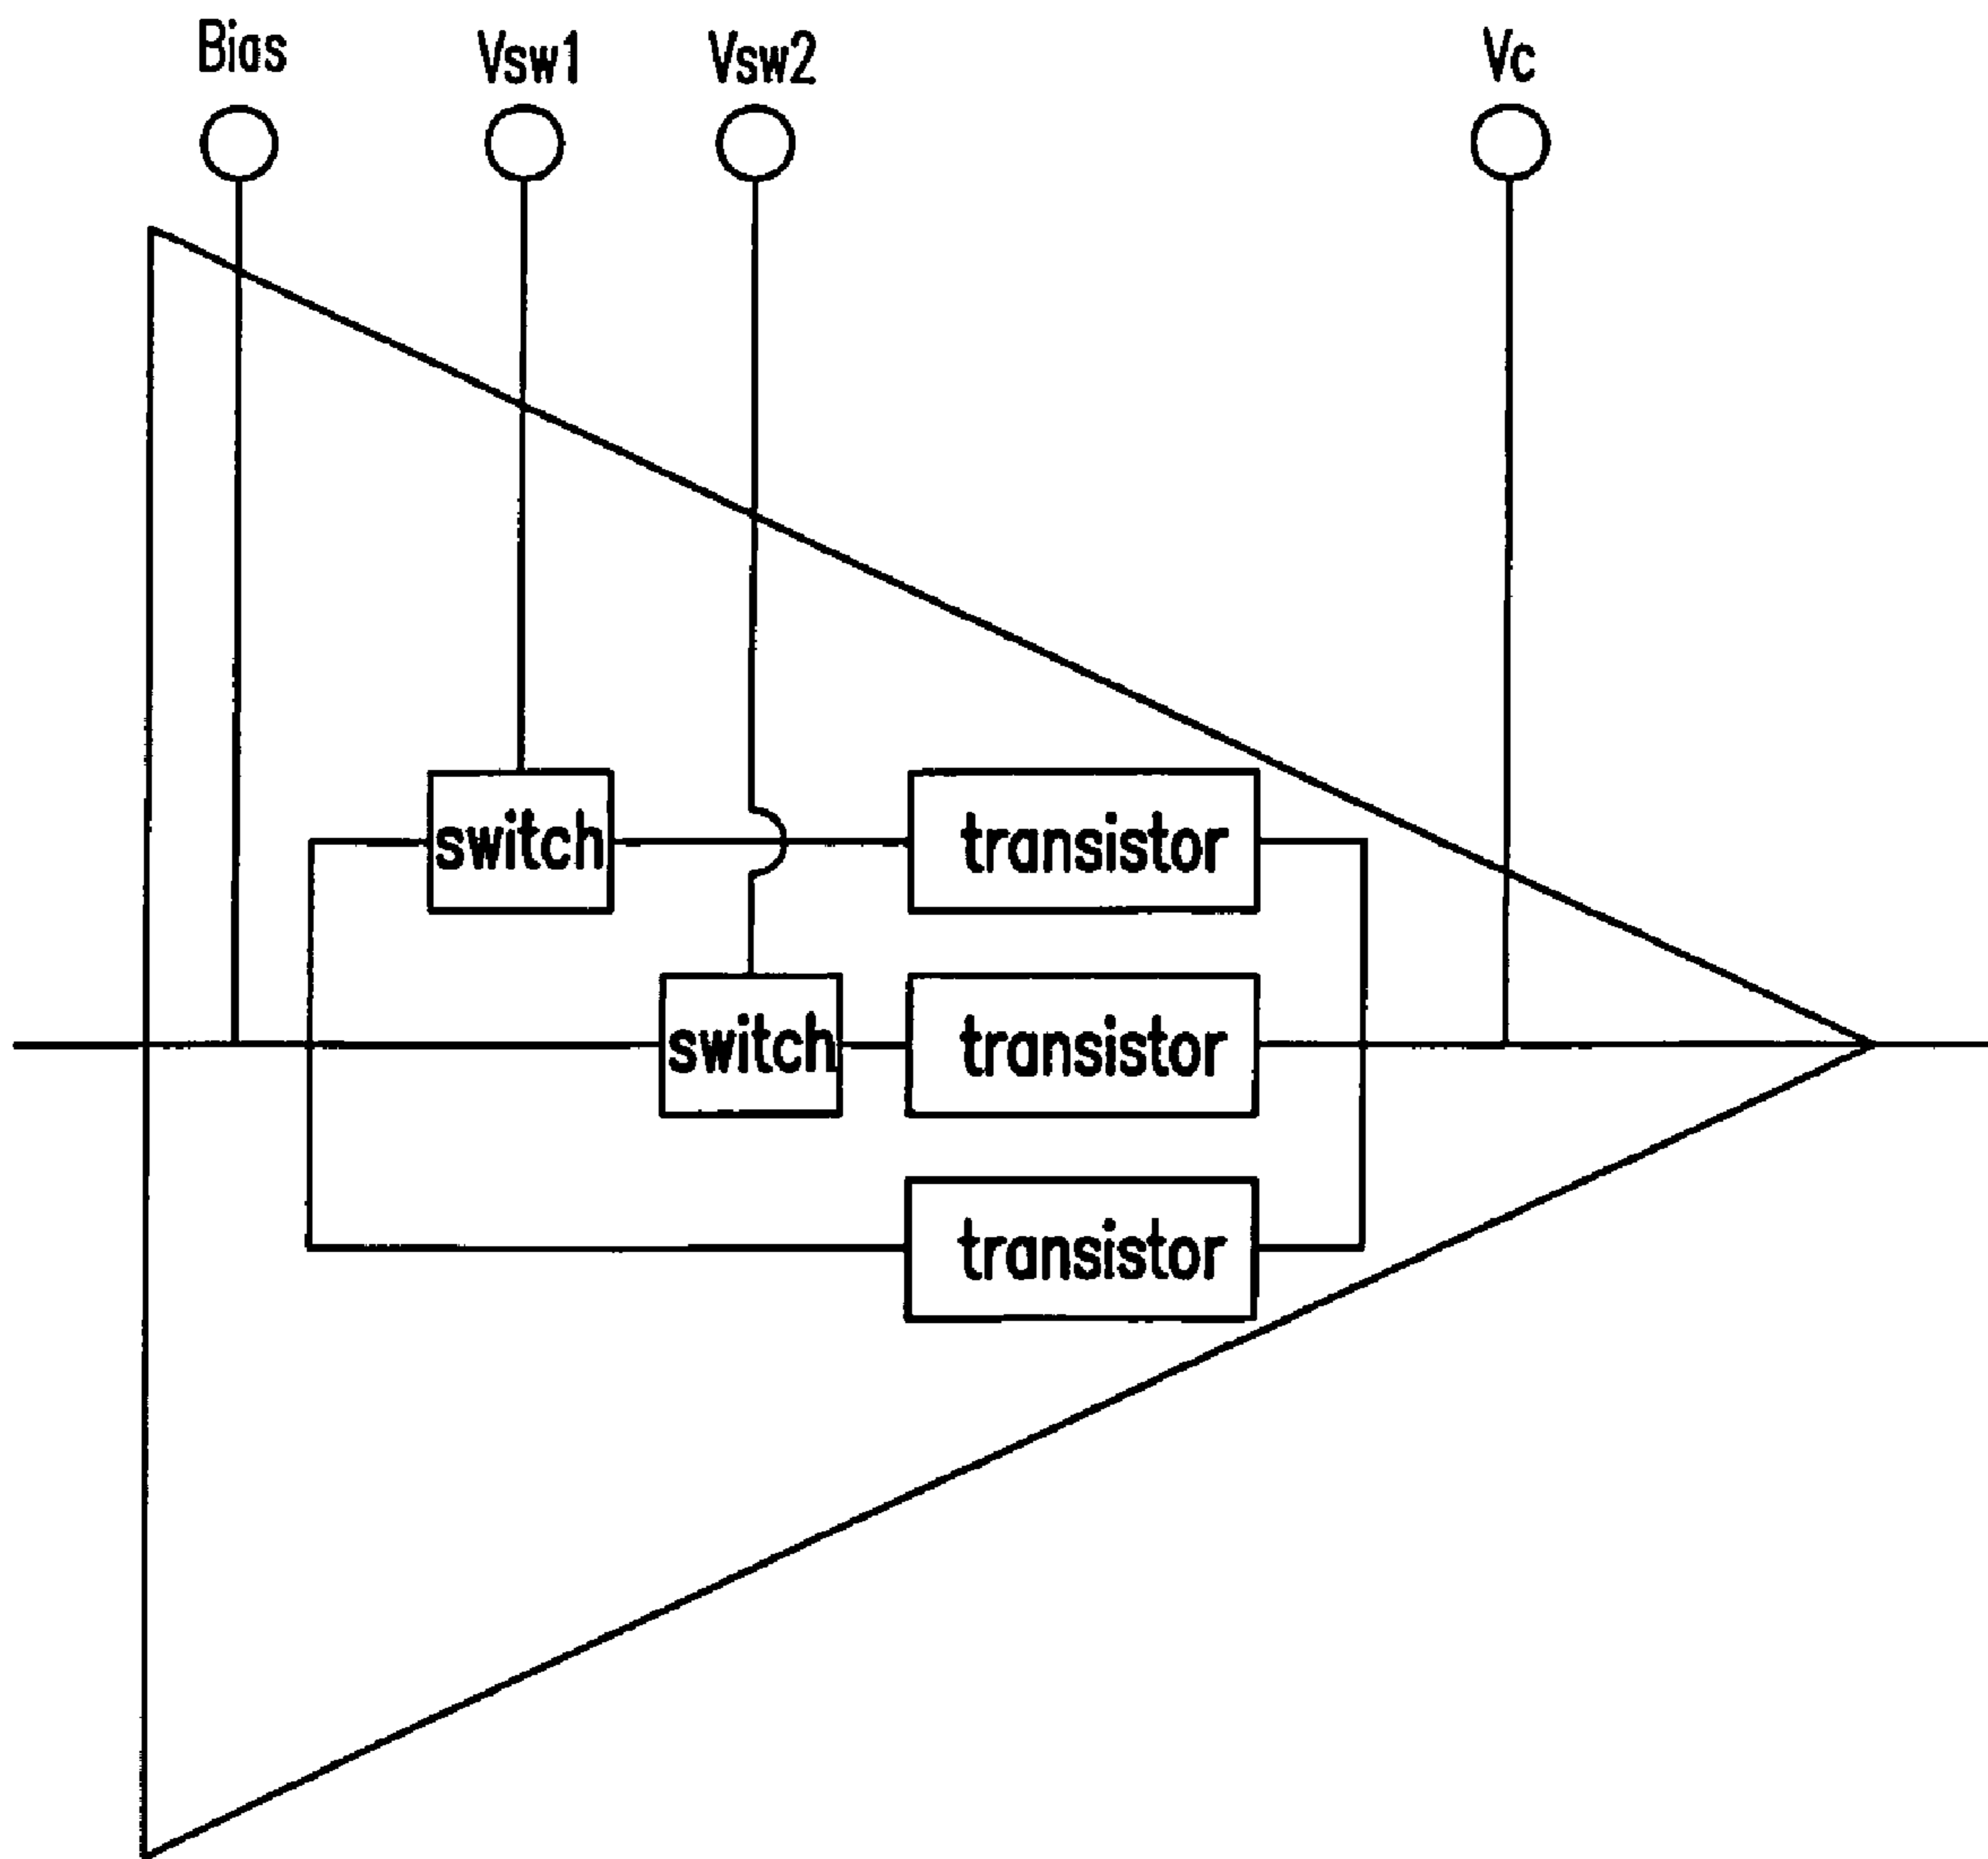 Bias
Vsw1
Vsw2
Vc
switch
transistor
switch
transistor
transistor